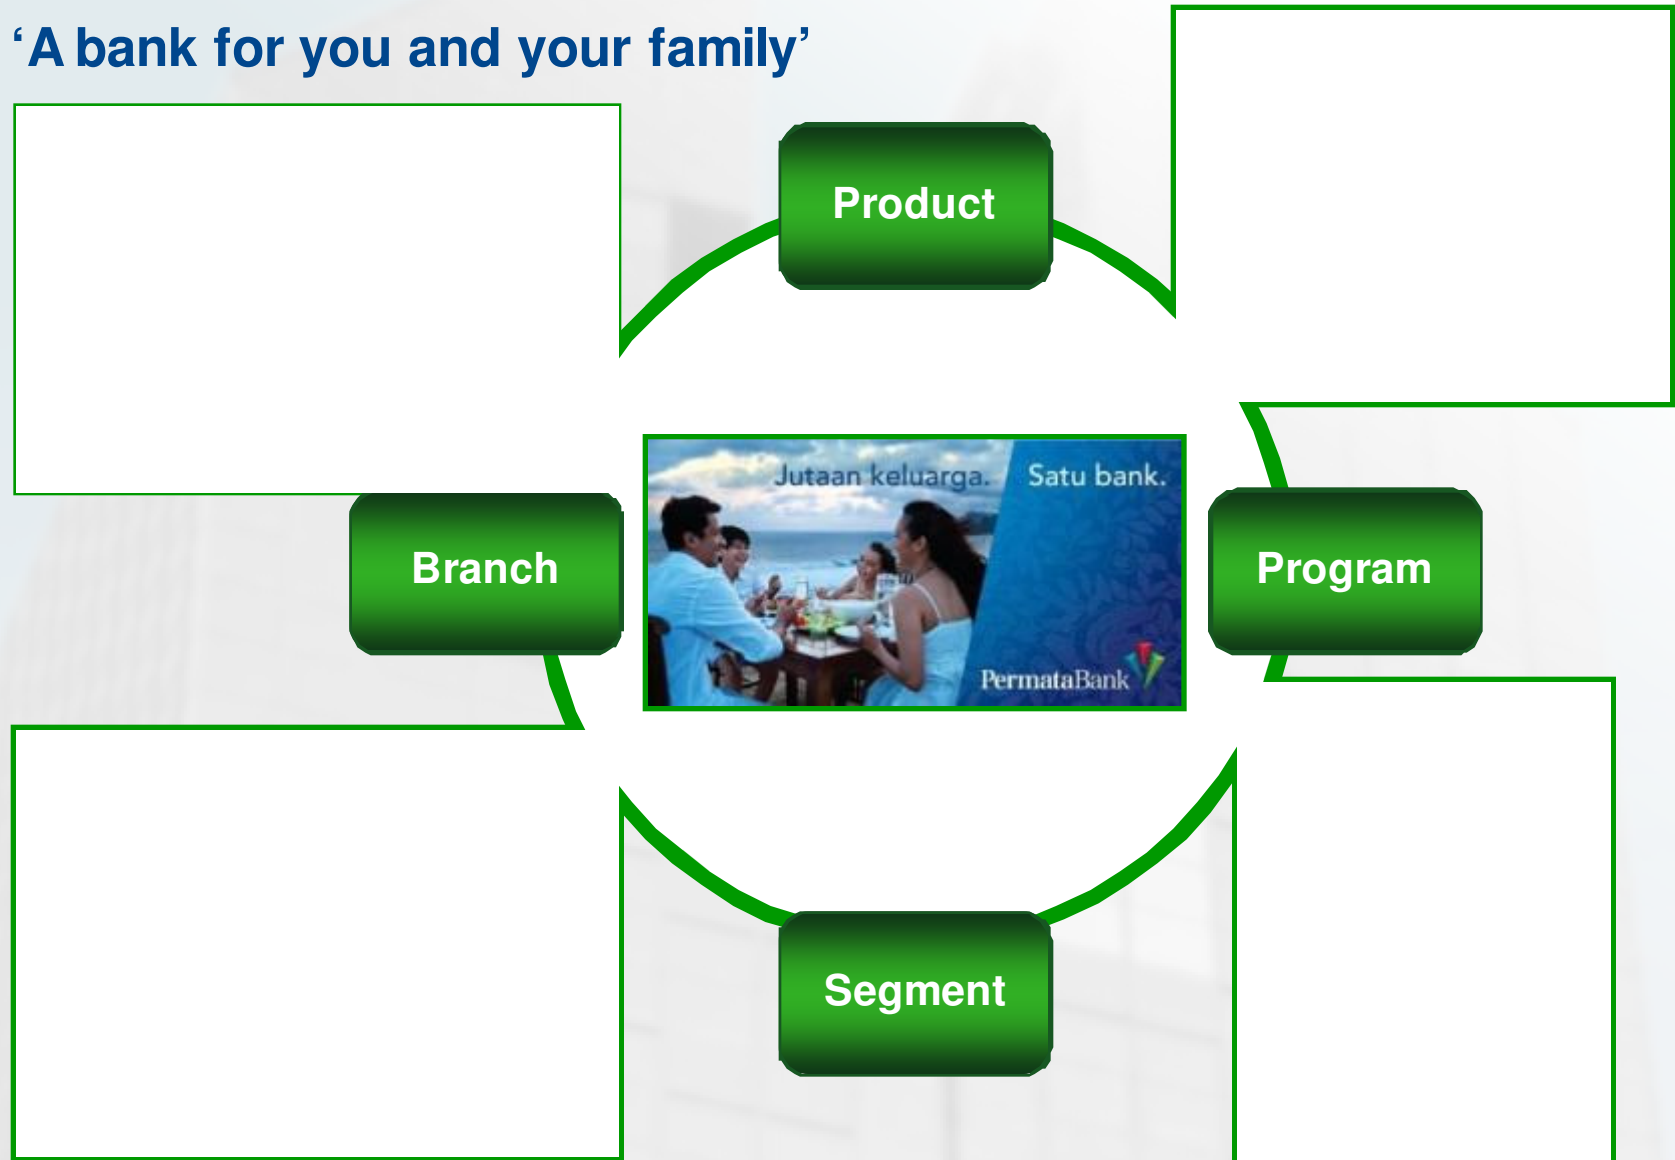 ‘A bank for you and your family’
Product
Jutaan keluarga. Satu bank.
Branch
Program
PermataBank
Segment